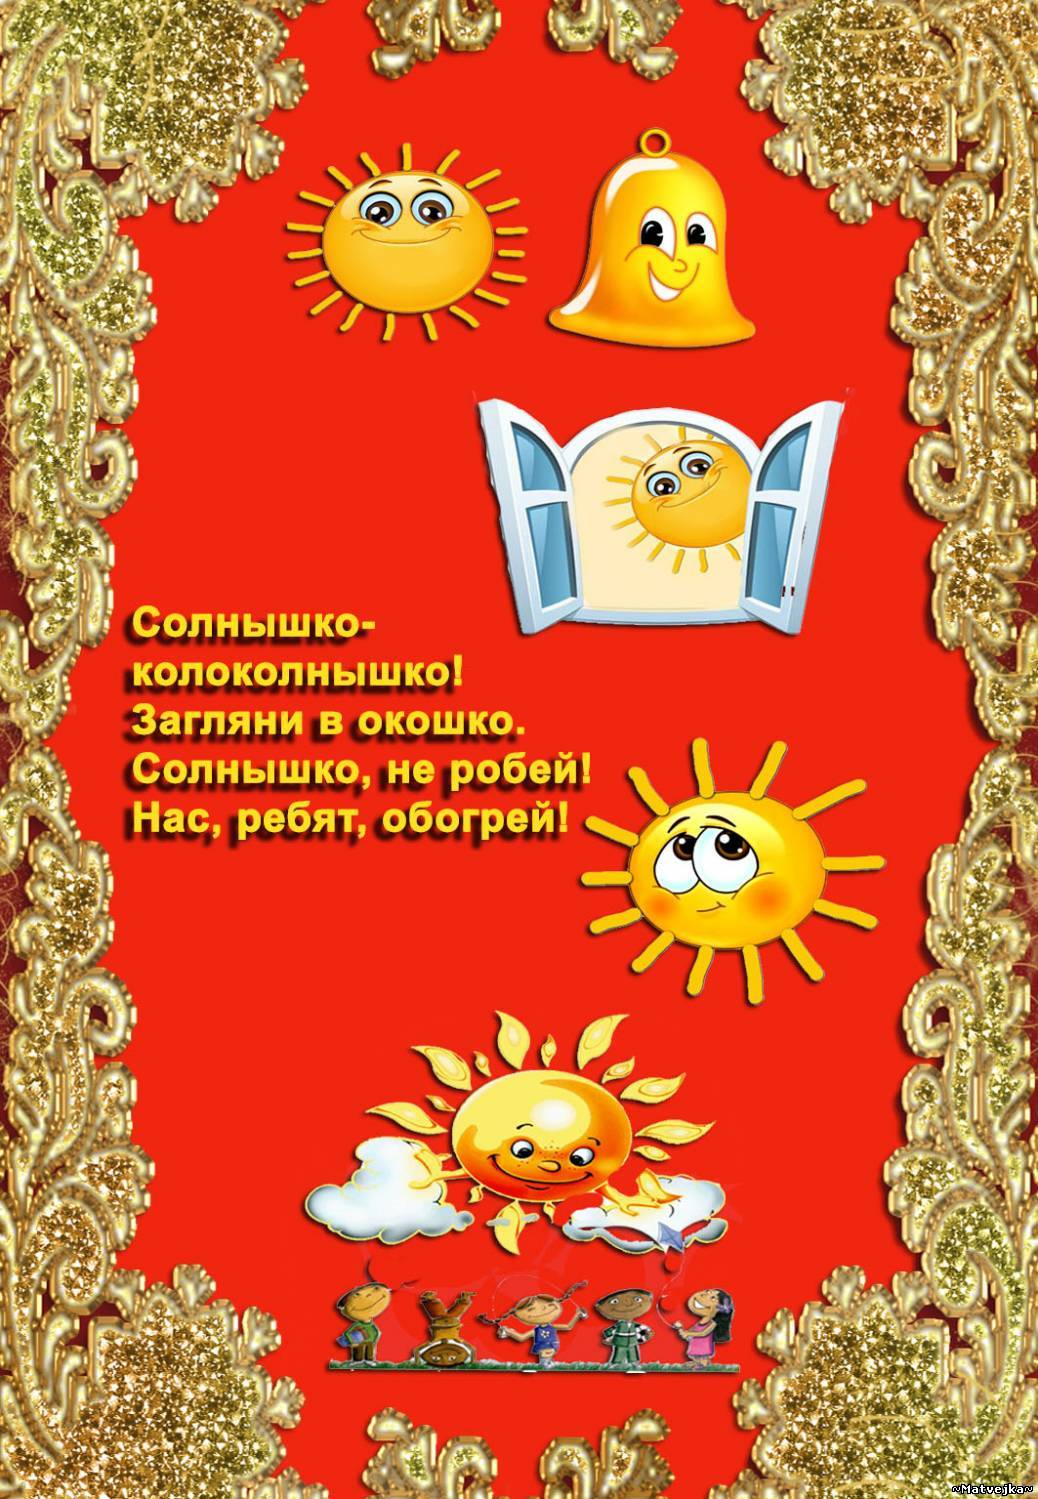 Солнышко-
колоколнышко!
Загляни в окошко.
Солнышко, не робей!
Нас, ребят, обогрей!
~Matvejka~